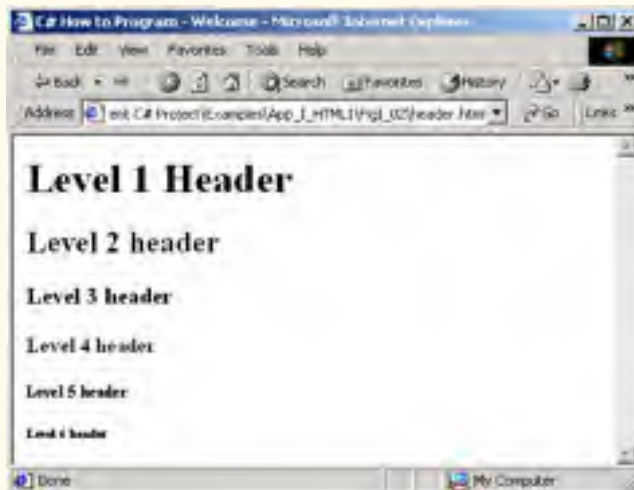 C# How to Program - Welcome - Microsoft Internet Explorer
File Edit View Favorites Tools Help
Back Search Favorites History
Address ent C# Project\Examples\App_I_HTML1\FigI_02\header.html Go Links »
Level 1 Header
Level 2 header
Level 3 header
Level 4 header
Level 5 header
Level 6 header
Done My Computer